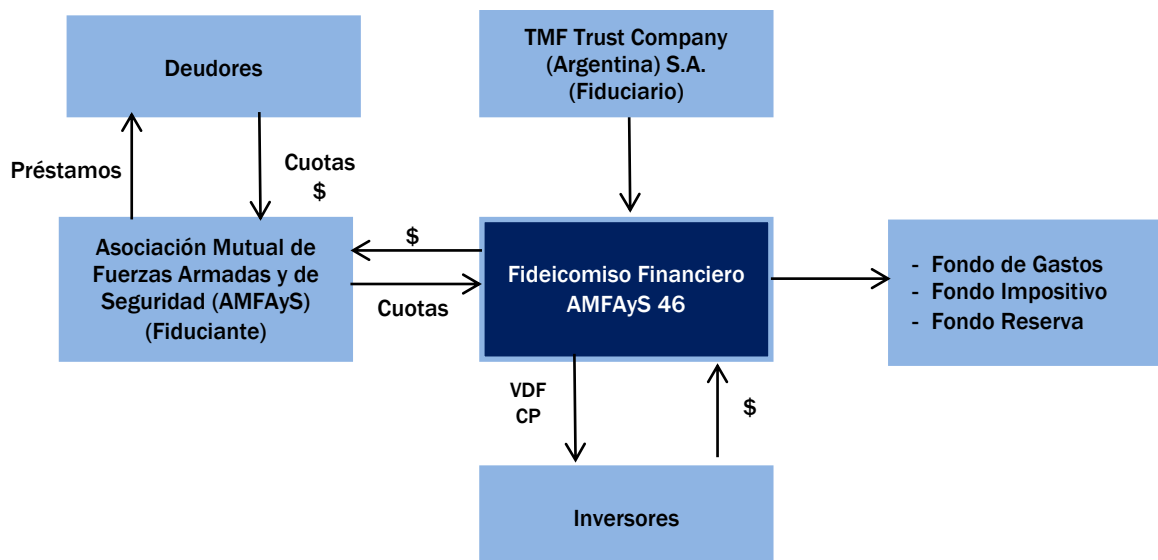 Deudores
TMF Trust Company
(Argentina) S.A.
(Fiduciario)
Préstamos
Cuotas
$
Asociación Mutual de
Fuerzas Armadas y de
Seguridad (AMFAyS)
(Fiduciante)
$
Cuotas
Fideicomiso Financiero
AMFAyS 46
- Fondo de Gastos
- Fondo Impositivo
- Fondo Reserva
VDF
CP
$
Inversores